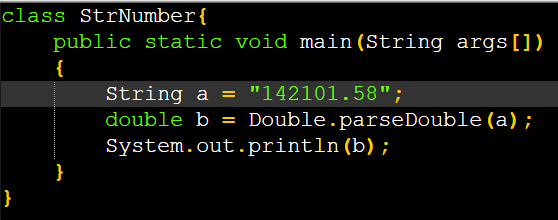 class StrNumber{
    public static void main(String args[])
    {
        String a = "142101.58";
        double b = Double.parseDouble(a);
        System.out.println(b);
    }
}